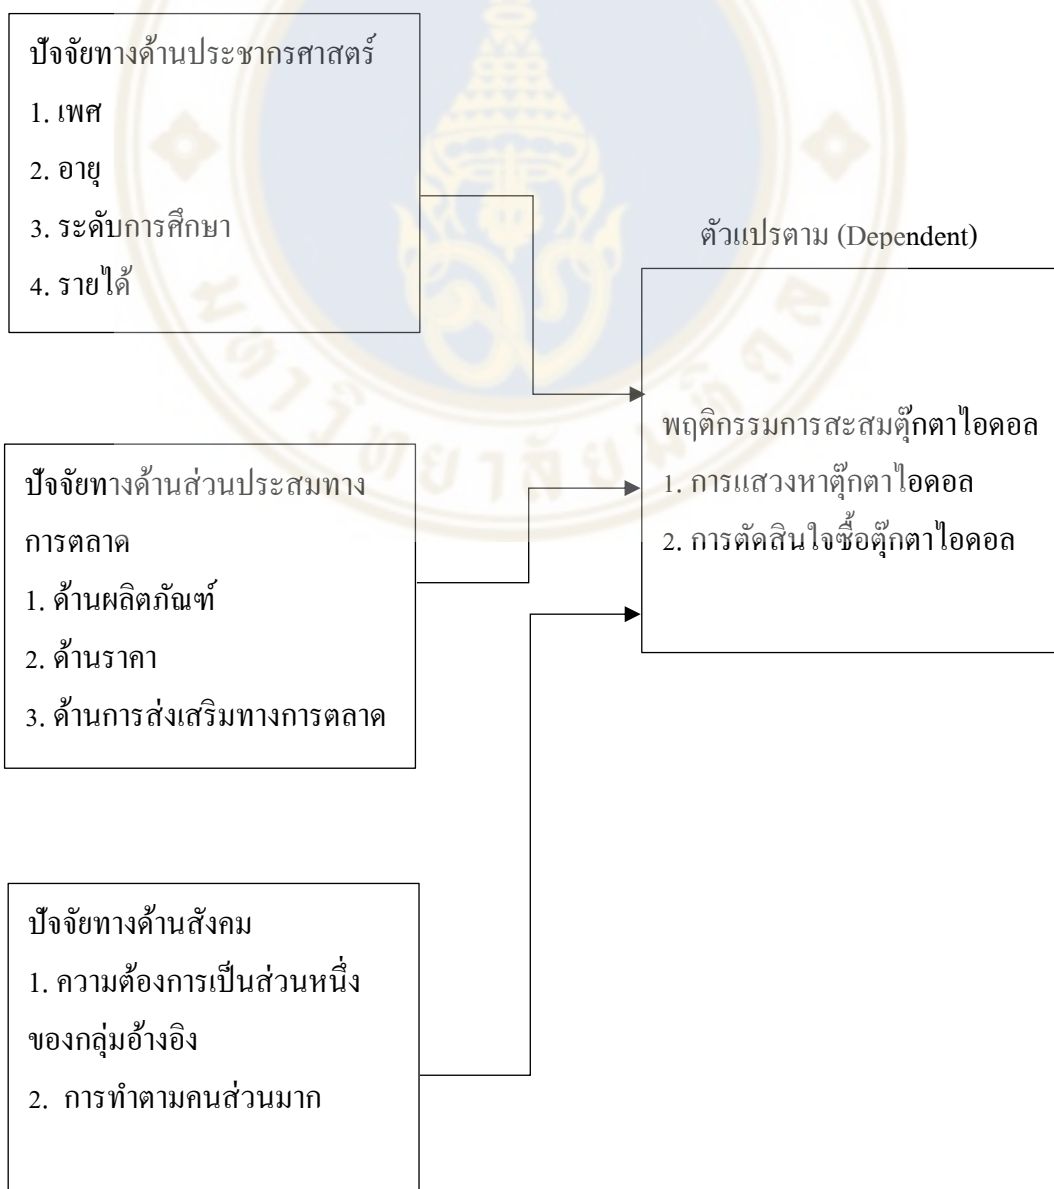 ปัจจัยทางด้านประชากรศาสตร์
1. เพศ
2. อายุ
3. ระดับการศึกษา
4. รายได้
ตัวแปรตาม (Dependent)
พฤติกรรมการสะสมตุ๊กตาไอดอล
1. การแสวงหาตุ๊กตาไอดอล
2. การตัดสินใจซื้อตุ๊กตาไอดอล
ปัจจัยทางด้านส่วนประสมทาง
การตลาด
1. ด้านผลิตภัณฑ์
2. ด้านราคา
3. ด้านการส่งเสริมทางการตลาด
ปัจจัยทางด้านสังคม
1. ความต้องการเป็นส่วนหนึ่ง
ของกลุ่มอ้างอิง
2. การทำตามคนส่วนมาก
มหาวิทยาลัยมหิดล